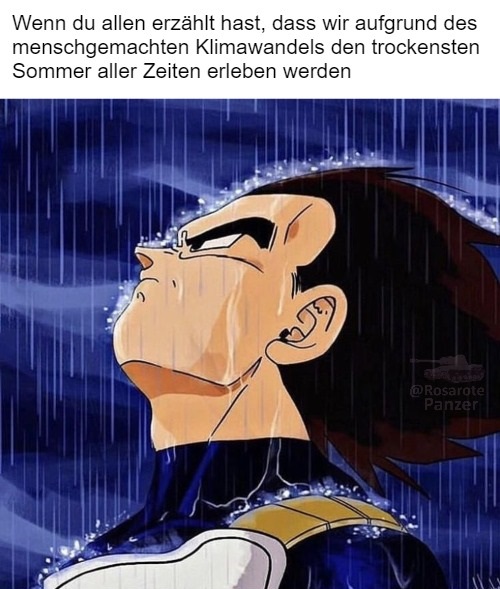 Wenn du allen erzählt hast, dass wir aufgrund des
menschgemachten Klimawandels den trockensten
Sommer aller Zeiten erleben werden
@Rosarote
Panzer